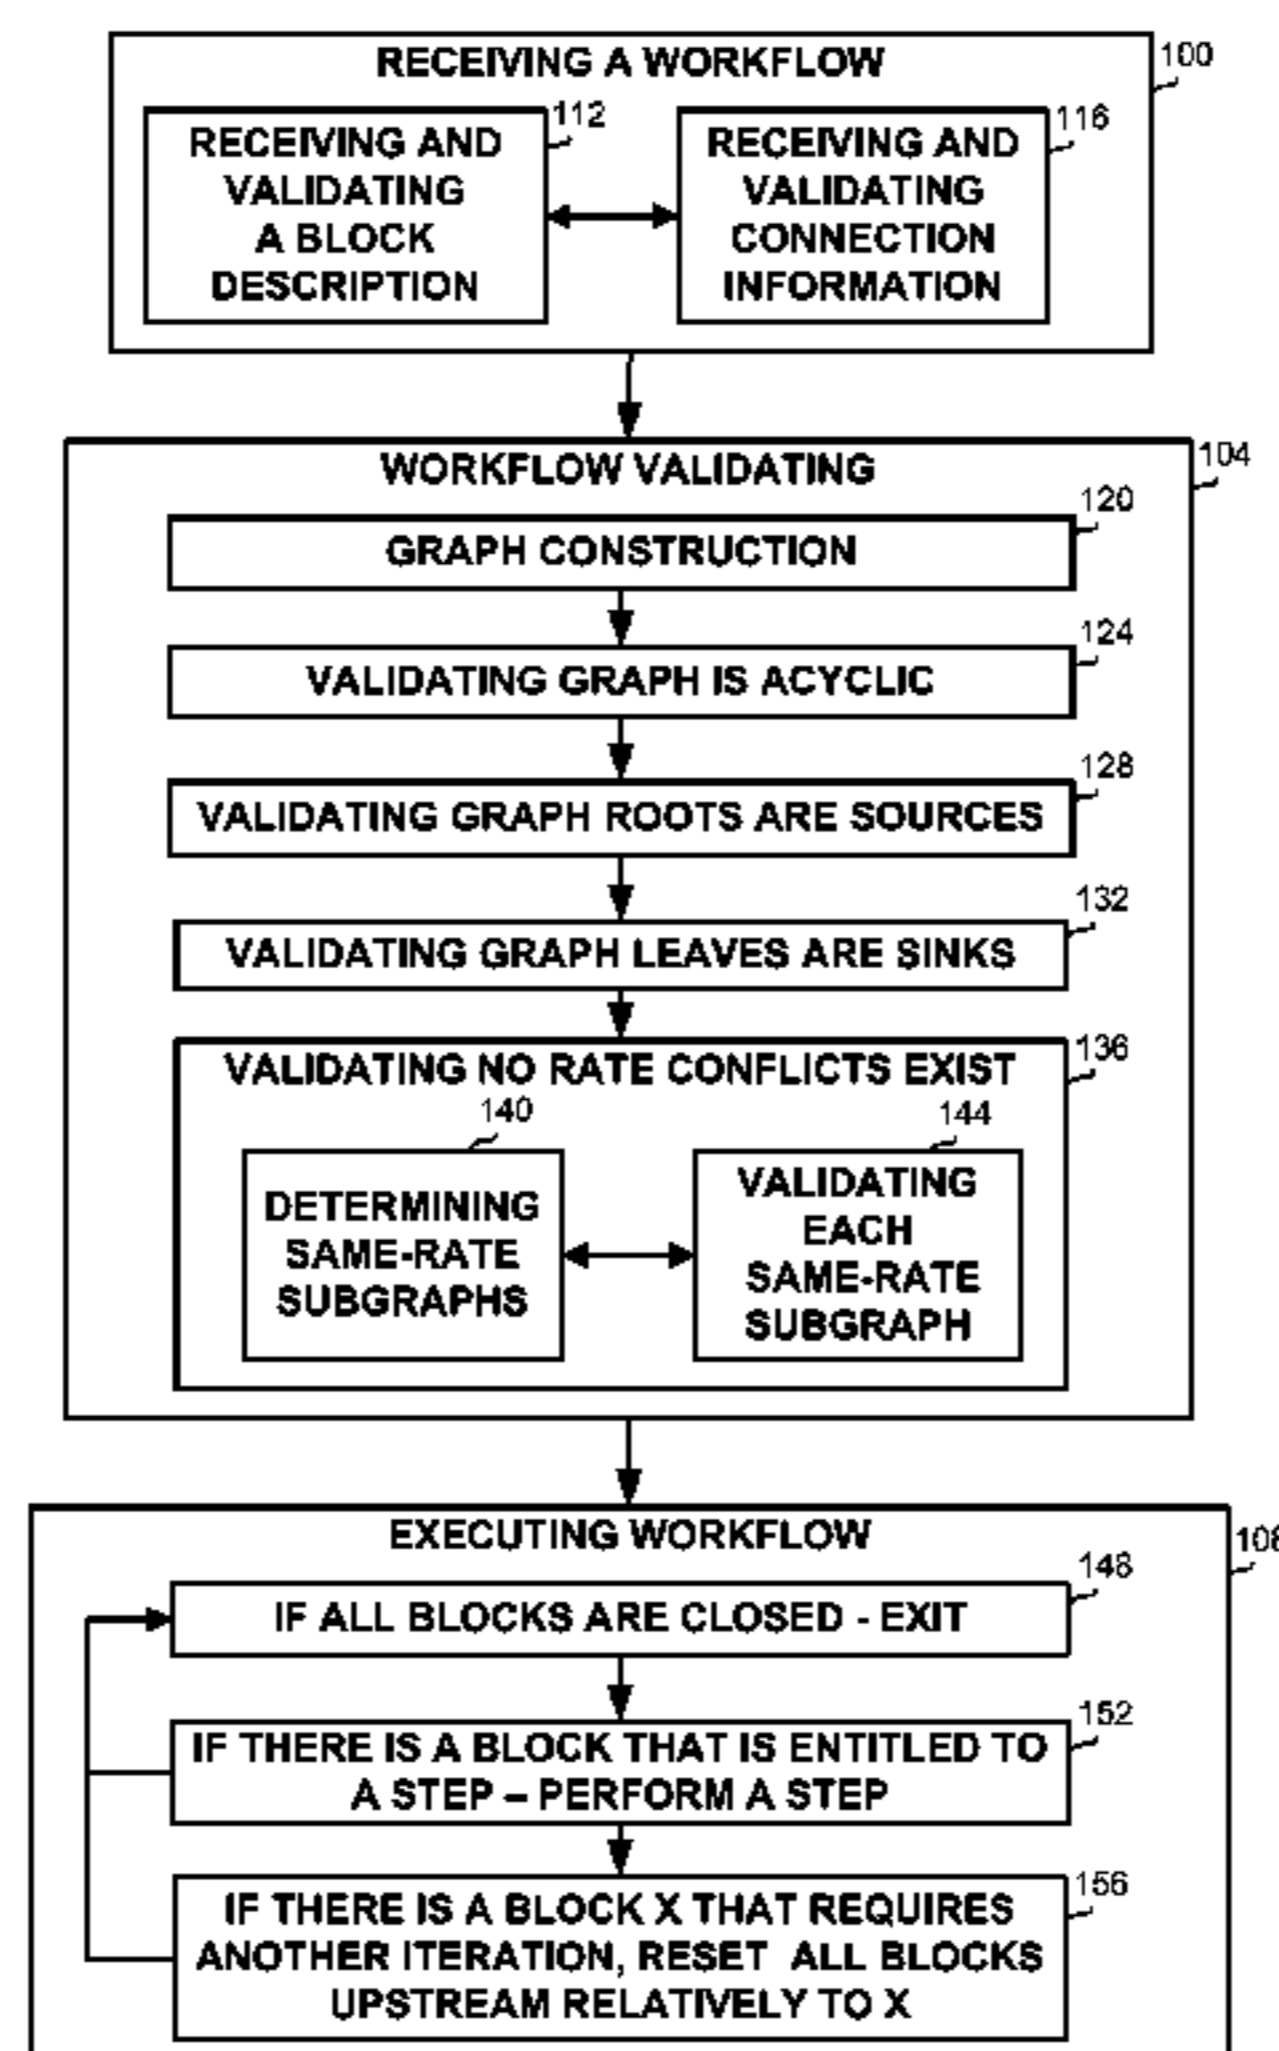 RECEIVING A WORKFLOW
100
RECEIVING AND
VALIDATING
A BLOCK
DESCRIPTION
112
RECEIVING AND
VALIDATING
CONNECTION
INFORMATION
116
WORKFLOW VALIDATING
104
GRAPH CONSTRUCTION
120
VALIDATING GRAPH IS ACYCLIC
124
VALIDATING GRAPH ROOTS ARE SOURCES
128
VALIDATING GRAPH LEAVES ARE SINKS
132
VALIDATING NO RATE CONFLICTS EXIST
136
140
DETERMINING
SAME-RATE
SUBGRAPHS
144
VALIDATING
EACH
SAME-RATE
SUBGRAPH
EXECUTING WORKFLOW
108
IF ALL BLOCKS ARE CLOSED - EXIT
148
IF THERE IS A BLOCK THAT IS ENTITLED TO
A STEP – PERFORM A STEP
152
IF THERE IS A BLOCK X THAT REQUIRES
ANOTHER ITERATION, RESET ALL BLOCKS
UPSTREAM RELATIVELY TO X
156